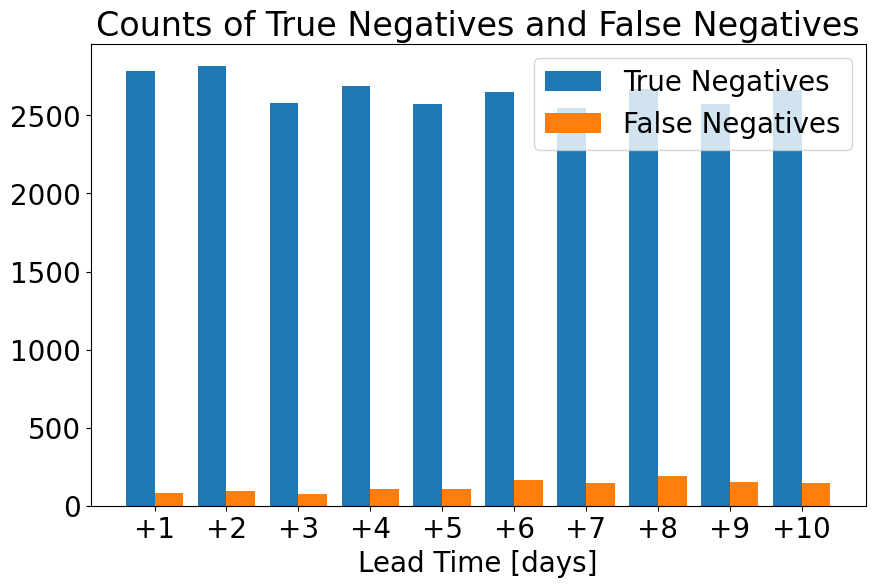 Counts of True Negatives and False Negatives
True Negatives
False Negatives
2500
2000
1500
1000
500
0
+1 +2 +3 +4 +5 +6 +7 +8 +9 +10
Lead Time [days]